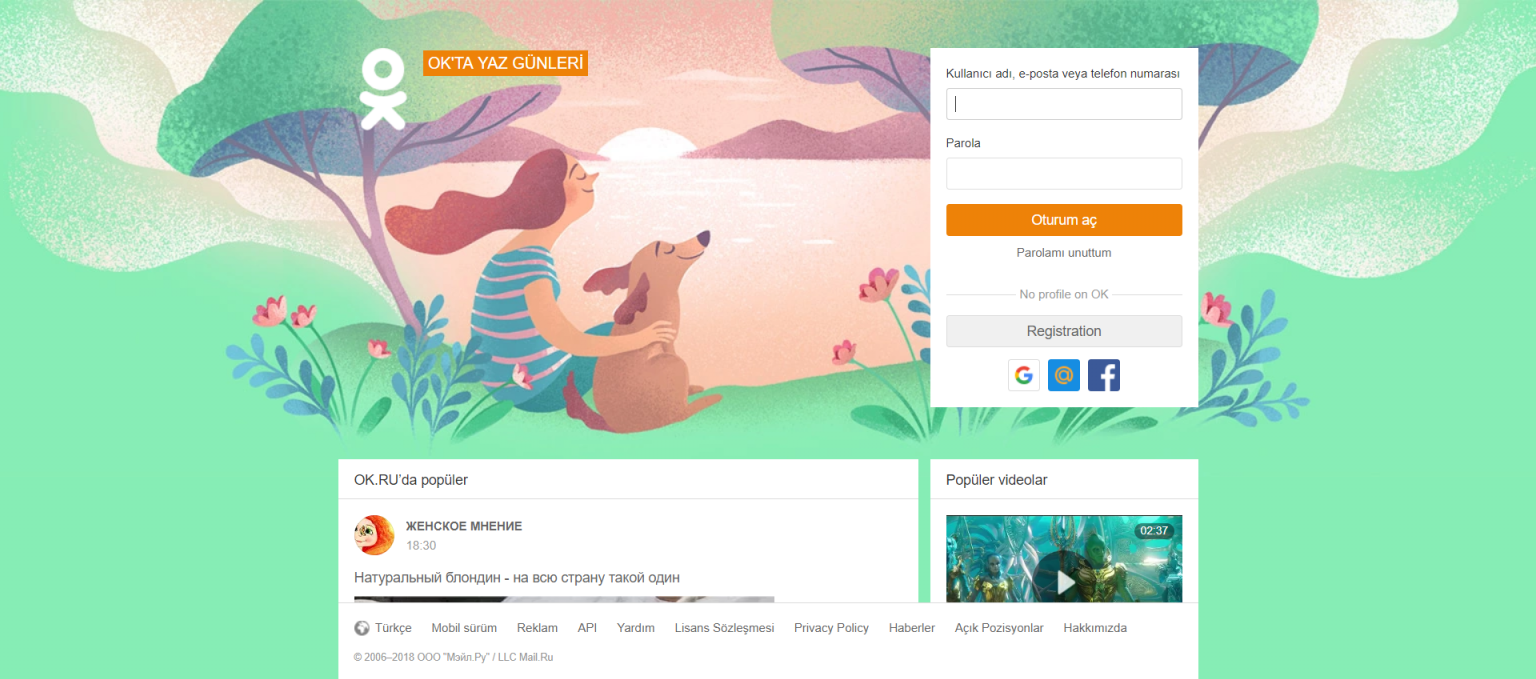 OK'TA YAZ GÜNLERİ
Kullanıcı adı, e-posta veya telefon numarası
Parola
Oturum aç
Parolamı unuttum
No profile on OK
Registration
OK.RU’da popüler
ЖЕНСКОЕ МНЕНИЕ
18:30
Натуральный блондин - на всю страну такой один
Popüler videolar
02:37
Türkçe Mobil sürüm Reklam API Yardım Lisans Sözleşmesi Privacy Policy Haberler Açık Pozisyonlar Hakkımızda
© 2006–2018 ООО "Мэйл.Ру" / LLC Mail.Ru